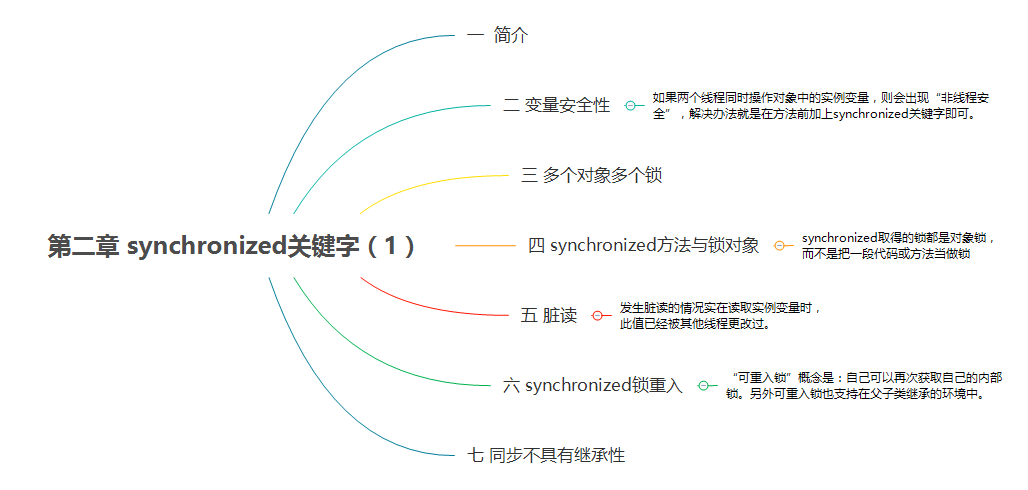 一 简介
二 变量安全性
如果两个线程同时操作对象中的实例变量，则会出现“非线程安
全”，解决办法就是在方法前加上synchronized关键字即可。
三 多个对象多个锁
第二章 synchronized关键字（1）
四 synchronized方法与锁对象
synchronized取得的锁都是对象锁，
而不是把一段代码或方法当做锁
五 脏读
发生脏读的情况实在读取实例变量时，
此值已经被其他线程更改过。
六 synchronized锁重入
“可重入锁”概念是：自己可以再次获取自己的内部
锁。另外可重入锁也支持在父子类继承的环境中。
七 同步不具有继承性